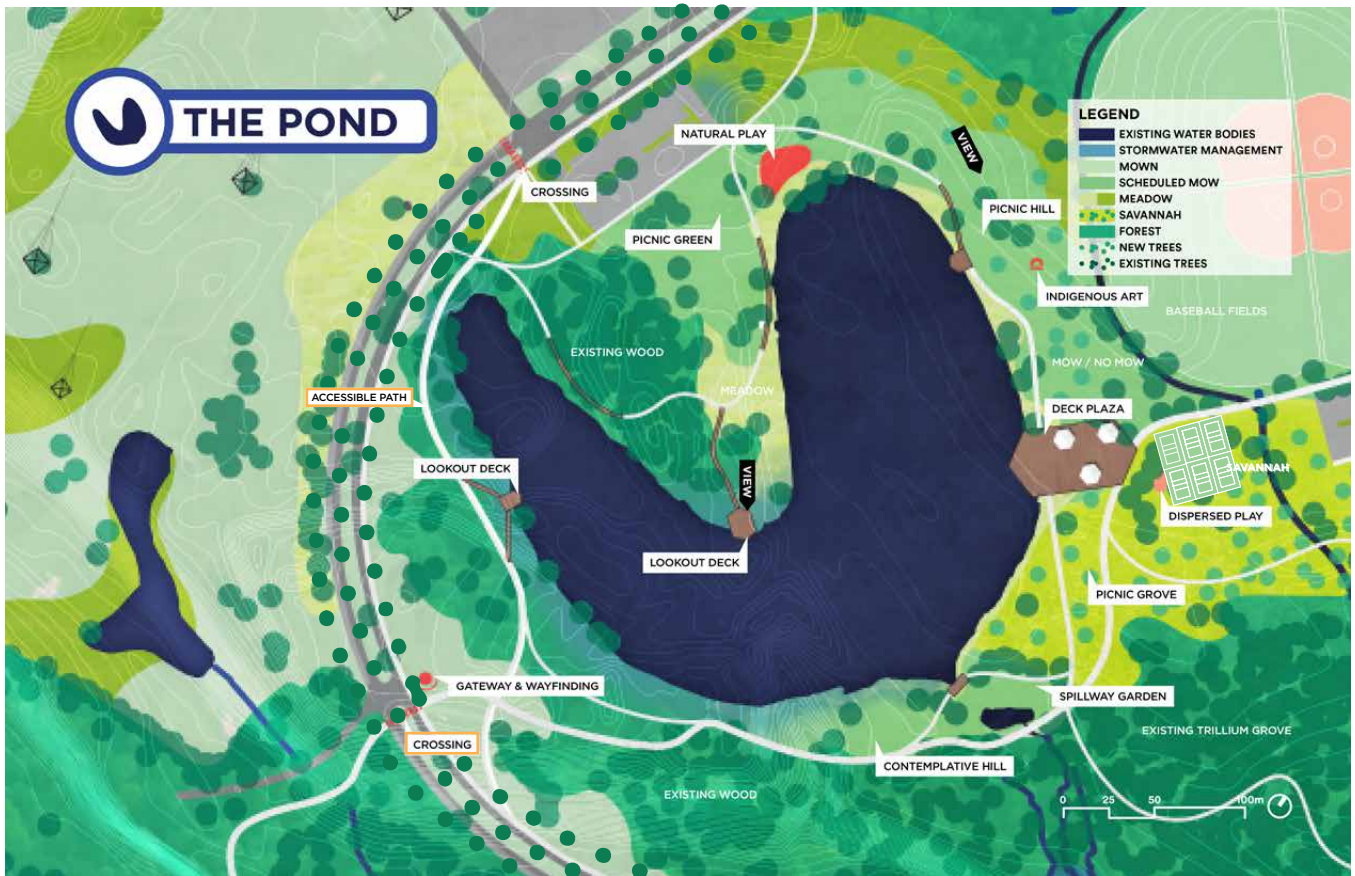 THE POND
NATURAL PLAY
VIEW
LEGEND
EXISTING WATER BODIES
STORMWATER MANAGEMENT
MOWN
SCHEDULED MOW
MEADOW
SAVANNAH
FOREST
NEW TREES
EXISTING TREES
CROSSING
PICNIC HILL
PICNIC GREEN
INDIGENOUS ART
BASEBALL FIELDS
EXISTING WOOD
MOW / NO MOW
MEADOW
ACCESSIBLE PATH
DECK PLAZA
LOOKOUT DECK
VIEW
SAVANNAH
DISPERSED PLAY
LOOKOUT DECK
PICNIC GROVE
GATEWAY & WAYFINDING
SPILLWAY GARDEN
EXISTING TRILLIUM GROVE
CROSSING
CONTEMPLATIVE HILL
EXISTING WOOD
0 25 50 100m